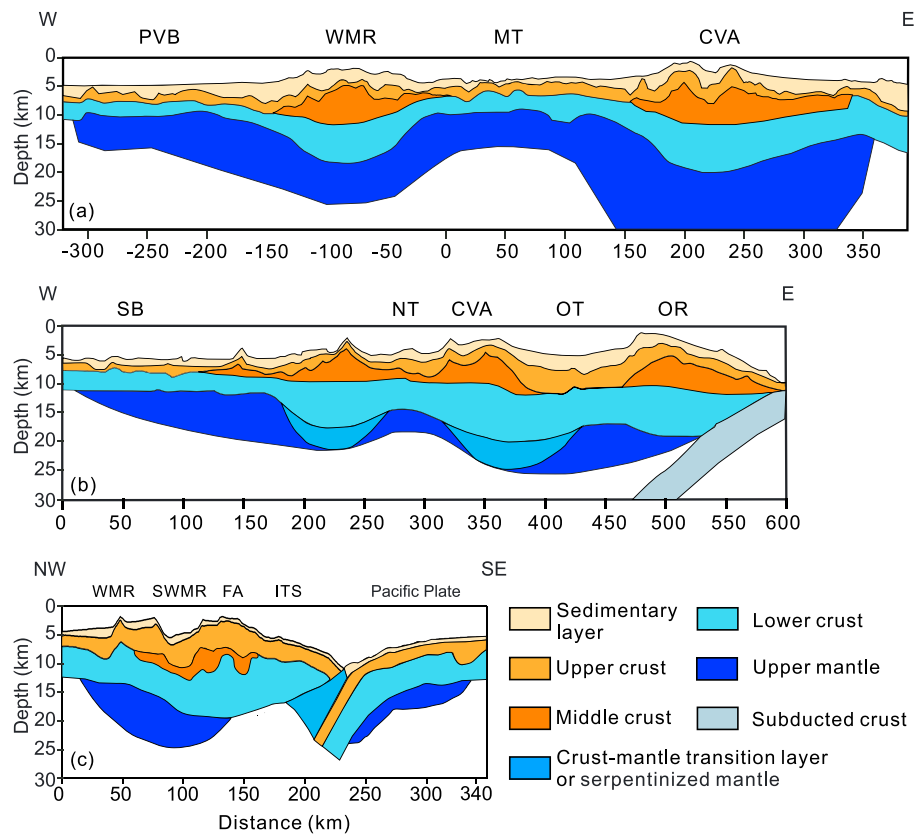 W E
PVB WMR MT CVA
0
5
10
15
20
25
30
Depth (km)
(a)
-300 -250 -200 -150 -100 -50 0 50 100 150 200 250 300 350
W E
SB NT CVA OT OR
0
5
10
15
20
25
30
Depth (km)
(b)
0 50 100 150 200 250 300 350 400 450 500 550 600
NW SE
WMR SWMR FA ITS Pacific Plate
0
5
10
15
20
25
30
Depth (km)
(c)
0 50 100 150 200 250 300 340
Distance (km)
Sedimentary
layer
Lower crust
Upper crust
Upper mantle
Middle crust
Subducted crust
Crust-mantle transition layer
or serpentinized mantle